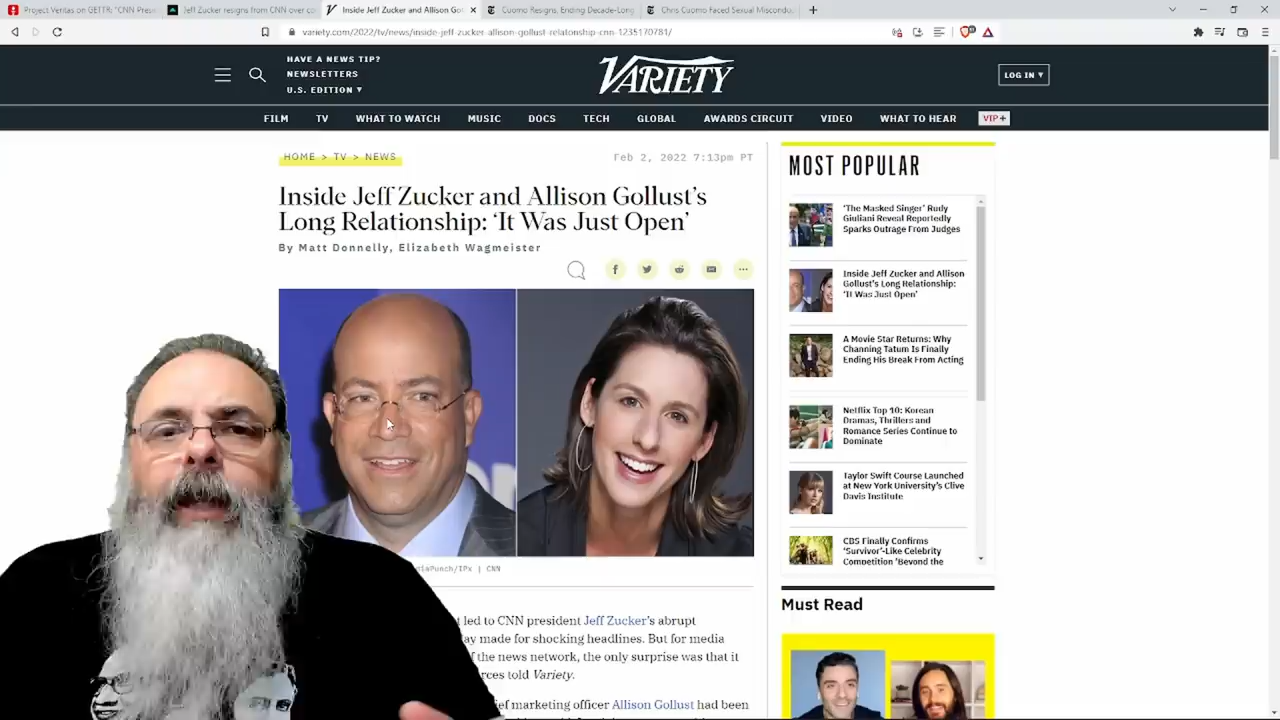 Project Veritas on GETTR: "CNN Pres
Jeff Zucker resigns from CNN over co
Inside Jeff Zucker and Allison Go
Cuomo Resigns, Ending Decade-Long
Chris Cuomo Faced Sexual Miscondu
variety.com/2022/tv/news/inside-jeff-zucker-allison-gollust-relatonship-cnn-1235170781/
HAVE A NEWS TIP?
NEWSLETTERS
U.S. EDITION ▾
VARIETY
LOG IN ▾
FILM TV WHAT TO WATCH MUSIC DOCS TECH GLOBAL AWARDS CIRCUIT VIDEO WHAT TO HEAR VIP+
HOME > TV > NEWS
Feb 2, 2022 7:13pm PT
Inside Jeff Zucker and Allison Gollust's
Long Relationship: 'It Was Just Open'
By Matt Donnelly, Elizabeth Wagmeister
Punch/IPx | CNN
t led to CNN president Jeff Zucker's abrupt
ay made for shocking headlines. But for media
f the news network, the only surprise was that it
rces told Variety.
ef marketing officer Allison Gollust had been
MOST POPULAR
'The Masked Singer' Rudy
Giuliani Reveal Reportedly
Sparks Outrage From Judges
Inside Jeff Zucker and Allison
Gollust's Long Relationship:
'It Was Just Open'
A Movie Star Returns: Why
Channing Tatum Is Finally
Ending His Break From Acting
Netflix Top 10: Korean
Dramas, Thrillers and
Romance Series Continue to
Dominate
Taylor Swift Course Launched
at New York University's Clive
Davis Institute
CBS Finally Confirms
'Survivor'-Like Celebrity
Competition 'Beyond the
Must Read